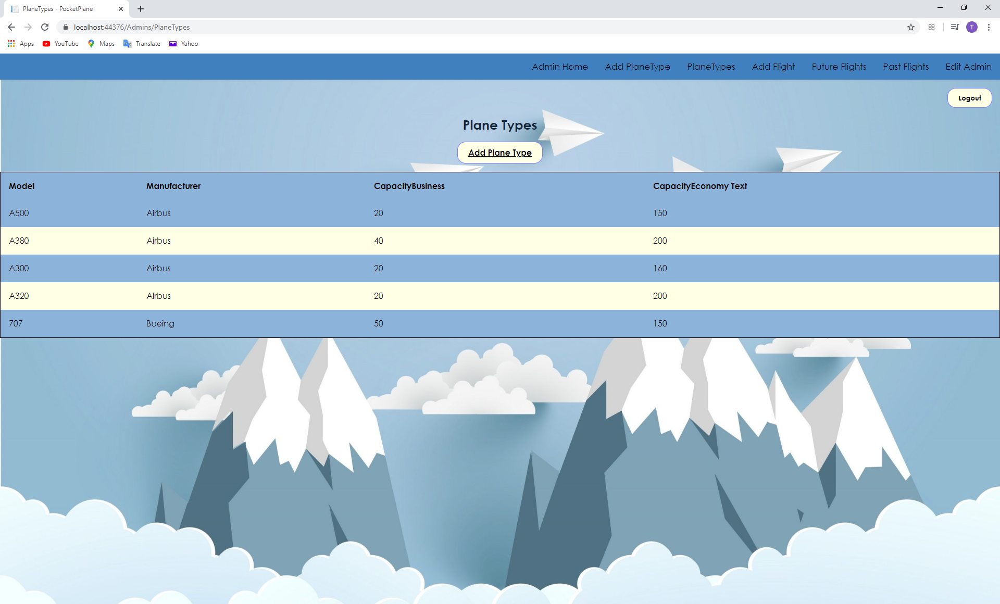 PlaneTypes - PocketPlane
localhost:44376/Admins/PlaneTypes
T
Apps YouTube Maps Translate Yahoo
Admin Home Add PlaneType PlaneTypes Add Flight Future Flights Past Flights Edit Admin
Logout
Plane Types
Add Plane Type
Model Manufacturer CapacityBusiness CapacityEconomy Text
A500 Airbus 20 150
A380 Airbus 40 200
A300 Airbus 20 160
A320 Airbus 20 200
707 Boeing 50 150